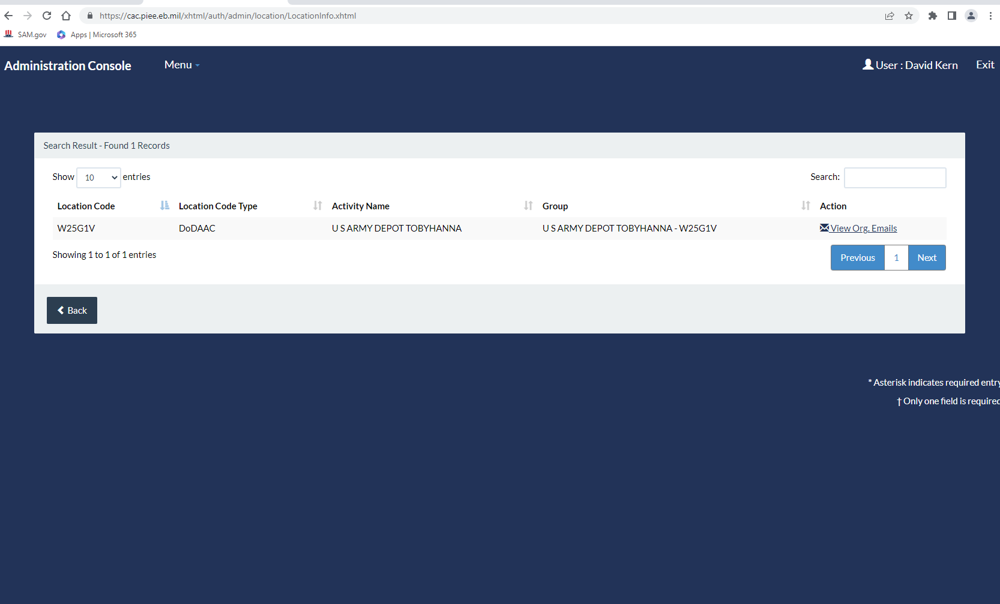 https://cac.piee.eb.mil/xhtml/auth/admin/location/LocationInfo.xhtml
SAM.gov Apps | Microsoft 365
Administration Console Menu User : David Kern Exit
Search Result - Found 1 Records
Show 10 entries Search:
Location Code Location Code Type Activity Name Group Action
W25G1V DoDAAC U S ARMY DEPOT TOBYHANNA U S ARMY DEPOT TOBYHANNA - W25G1V View Org. Emails
Showing 1 to 1 of 1 entries Previous 1 Next
Back
* Asterisk indicates required entry
† Only one field is required